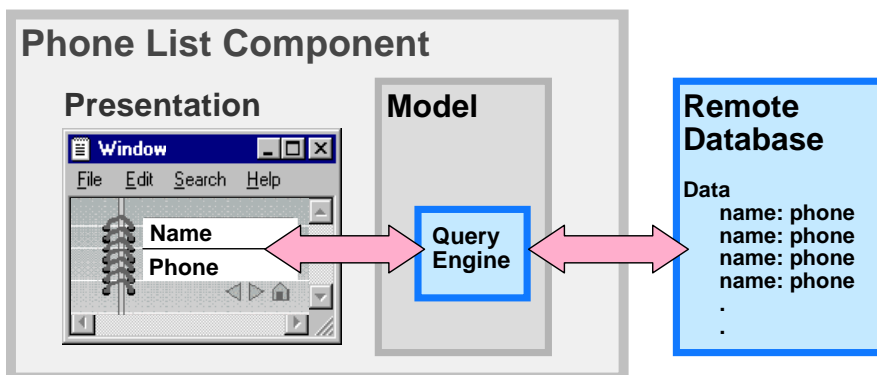 Phone List Component
Presentation
Window
File Edit Search Help
Name
Phone
Model
Query
Engine
Remote
Database
Data
name: phone
name: phone
name: phone
name: phone
.
.